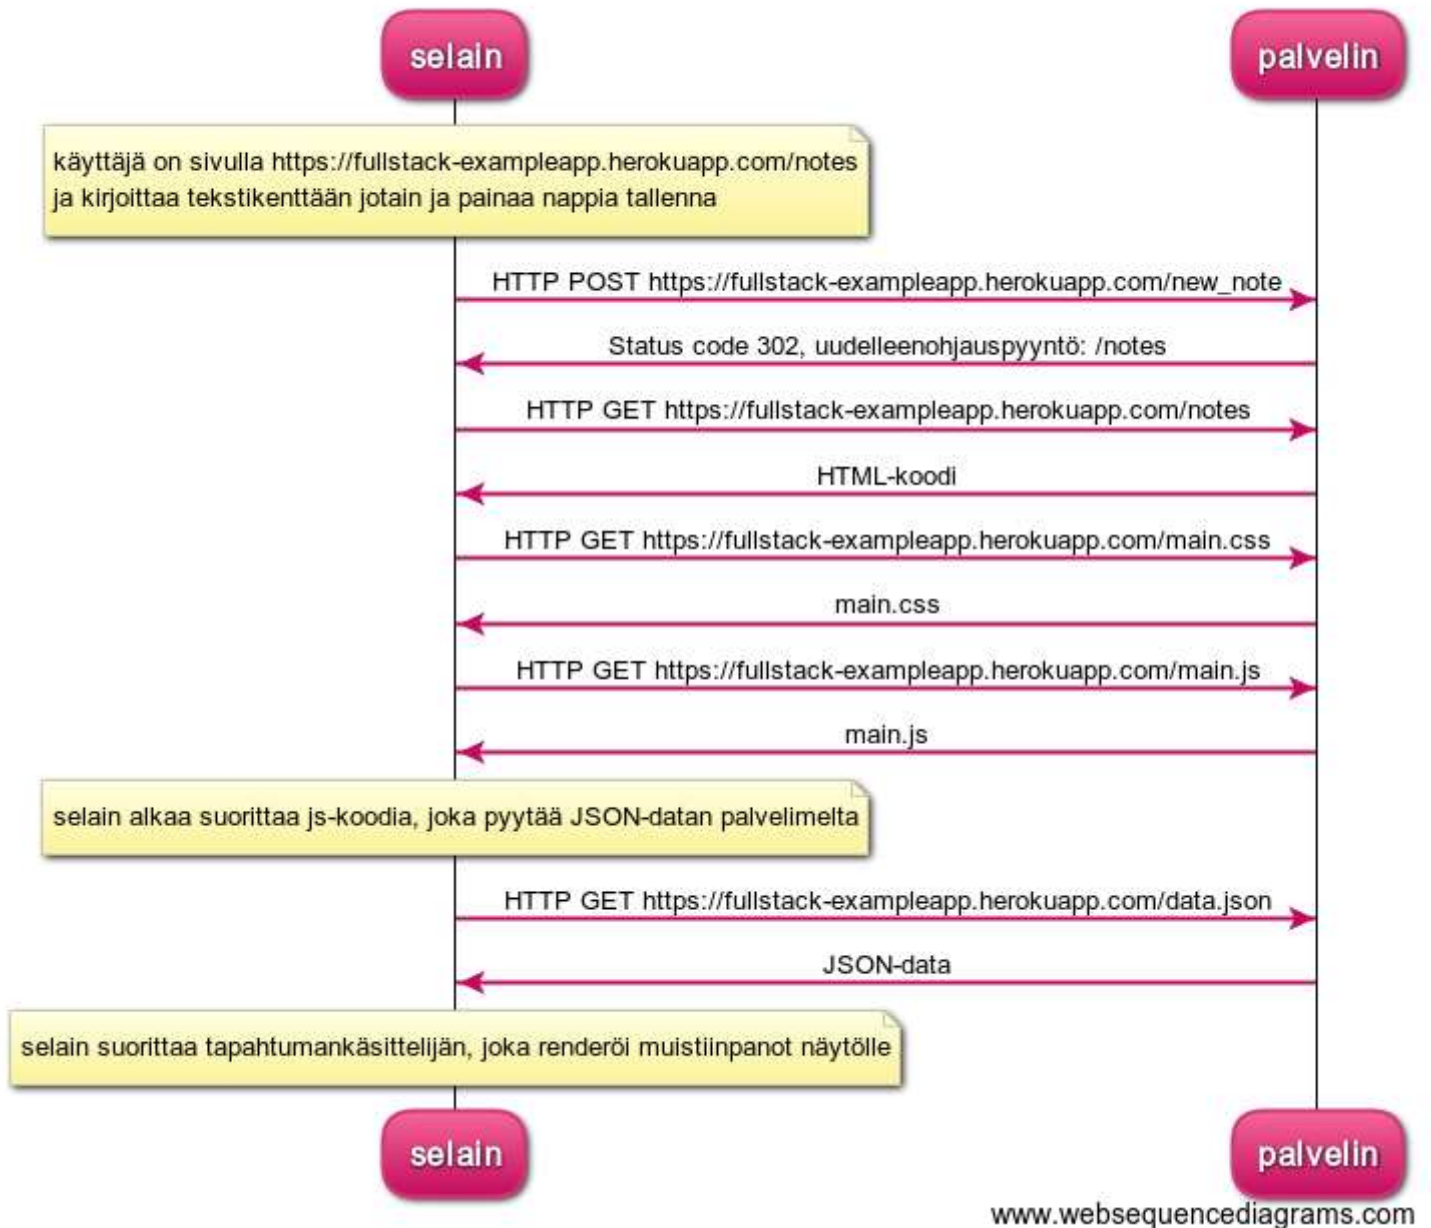 selain
palvelin
käyttäjä on sivulla https://fullstack-exampleapp.herokuapp.com/notes
ja kirjoittaa tekstikenttään jotain ja painaa nappia tallenna
HTTP POST https://fullstack-exampleapp.herokuapp.com/new_note
Status code 302, uudelleenohjauspyyntö: /notes
HTTP GET https://fullstack-exampleapp.herokuapp.com/notes
HTML-koodi
HTTP GET https://fullstack-exampleapp.herokuapp.com/main.css
main.css
HTTP GET https://fullstack-exampleapp.herokuapp.com/main.js
main.js
selain alkaa suorittaa js-koodia, joka pyytää JSON-datan palvelimelta
HTTP GET https://fullstack-exampleapp.herokuapp.com/data.json
JSON-data
selain suorittaa tapahtumankäsittelijän, joka renderöi muistiinpanot näytölle
selain
palvelin
www.websequencediagrams.com